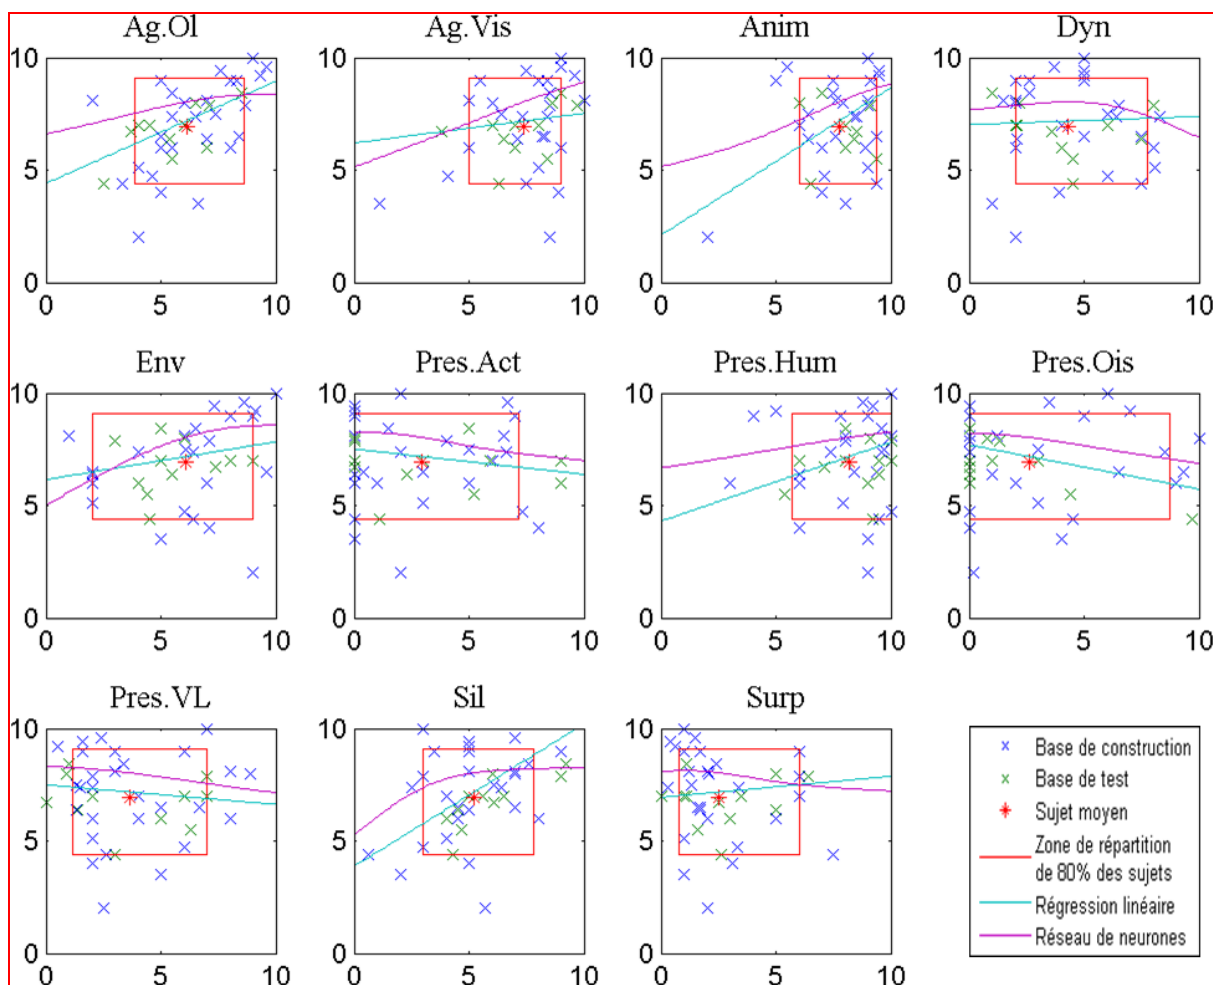 Ag.Ol Ag.Vis Anim Dyn
10 10 10 10
5 5 5 5
0 0 0 0
0 5 10 0 5 10 0 5 10 0 5 10
Env Pres.Act Pres.Hum Pres.Ois
10 10 10 10
5 5 5 5
0 0 0 0
0 5 10 0 5 10 0 5 10 0 5 10
Pres.VL Sil Surp
10 10 10
5 5 5
0 0 0
0 5 10 0 5 10 0 5 10
Base de construction
Base de test
Sujet moyen
Zone de répartition
de 80% des sujets
Régression linéaire
Réseau de neurones